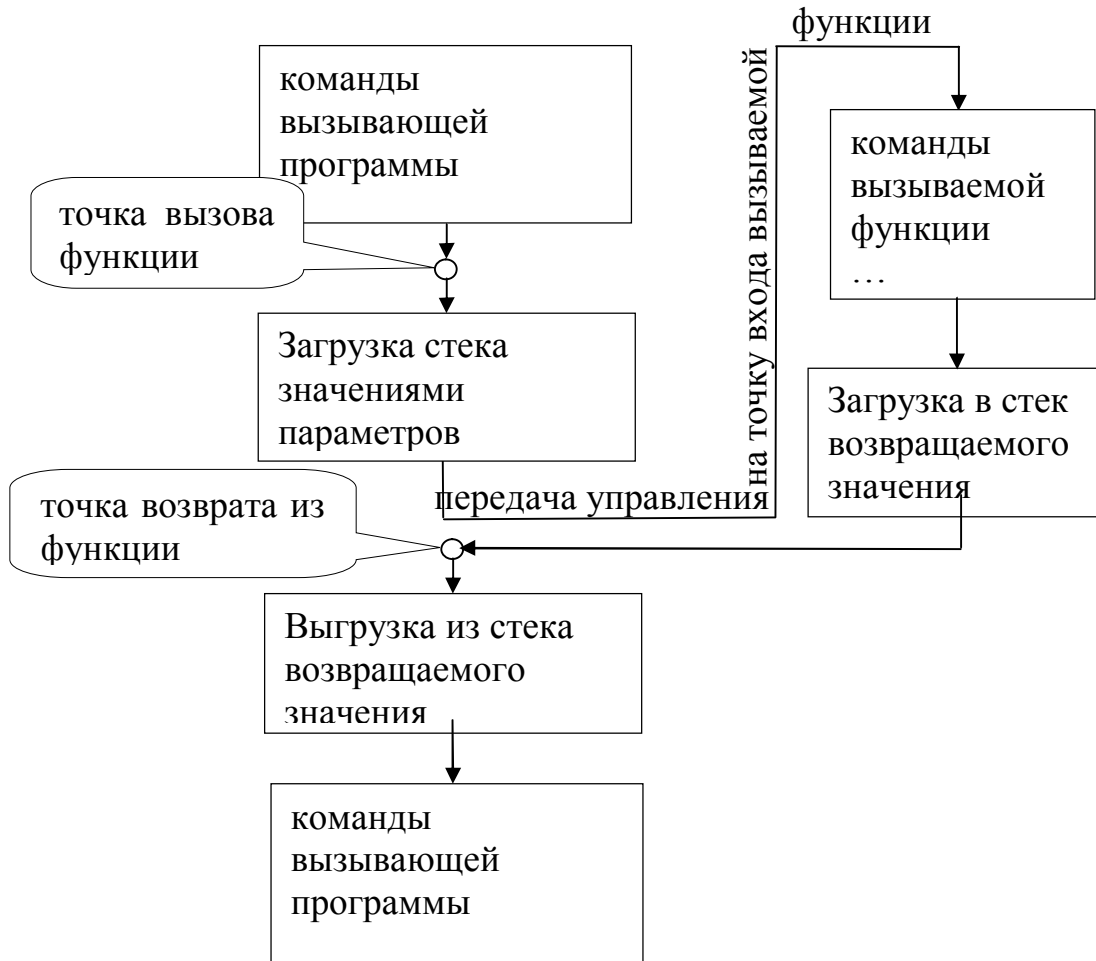 команды
вызывающей
программы
точка вызова
функции
Загрузка стека
значениями
параметров
передача управления
на точку входа вызываемой
функции
команды
вызываемой
функции
…
Загрузка в стек
возвращаемого
значения
точка возврата из
функции
Выгрузка из стека
возвращаемого
значения
команды
вызывающей
программы